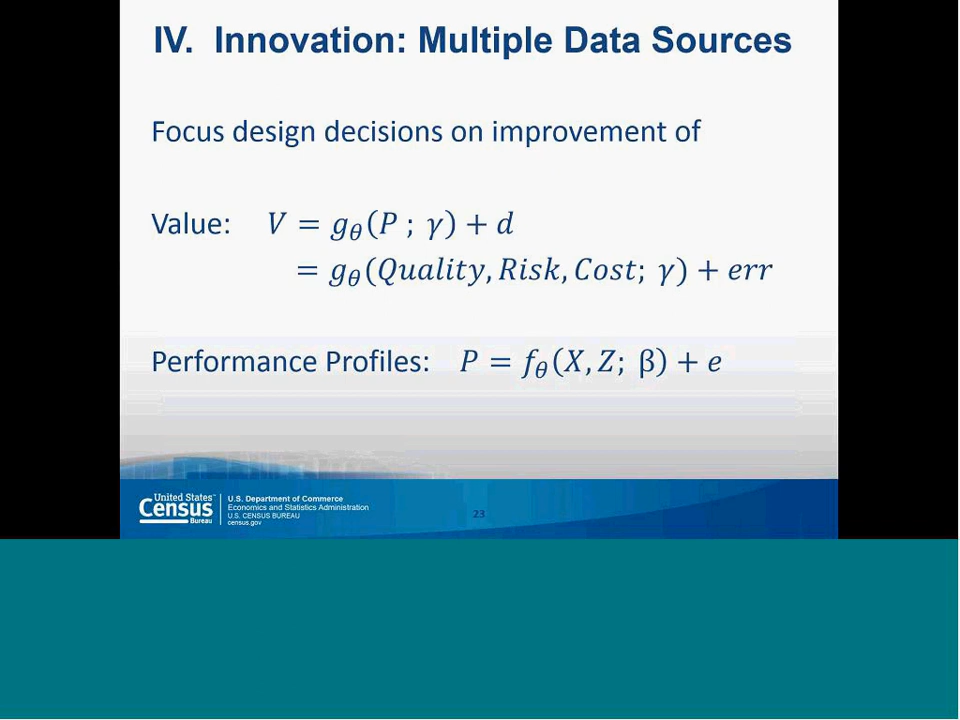 IV. Innovation: Multiple Data Sources
Focus design decisions on improvement of
Value: 𝑉 = 𝑔𝜃(𝑃 ; 𝛾) + 𝑑
= 𝑔𝜃(𝑄𝑢𝑎𝑙𝑖𝑡𝑦, 𝑅𝑖𝑠𝑘, 𝐶𝑜𝑠𝑡; 𝛾) + 𝑒𝑟𝑟
Performance Profiles: 𝑃 = 𝑓𝜃(𝑋, 𝑍; β) + 𝑒
United States™
Census
Bureau
U.S. Department of Commerce
Economics and Statistics Administration
U.S. CENSUS BUREAU
census.gov
23